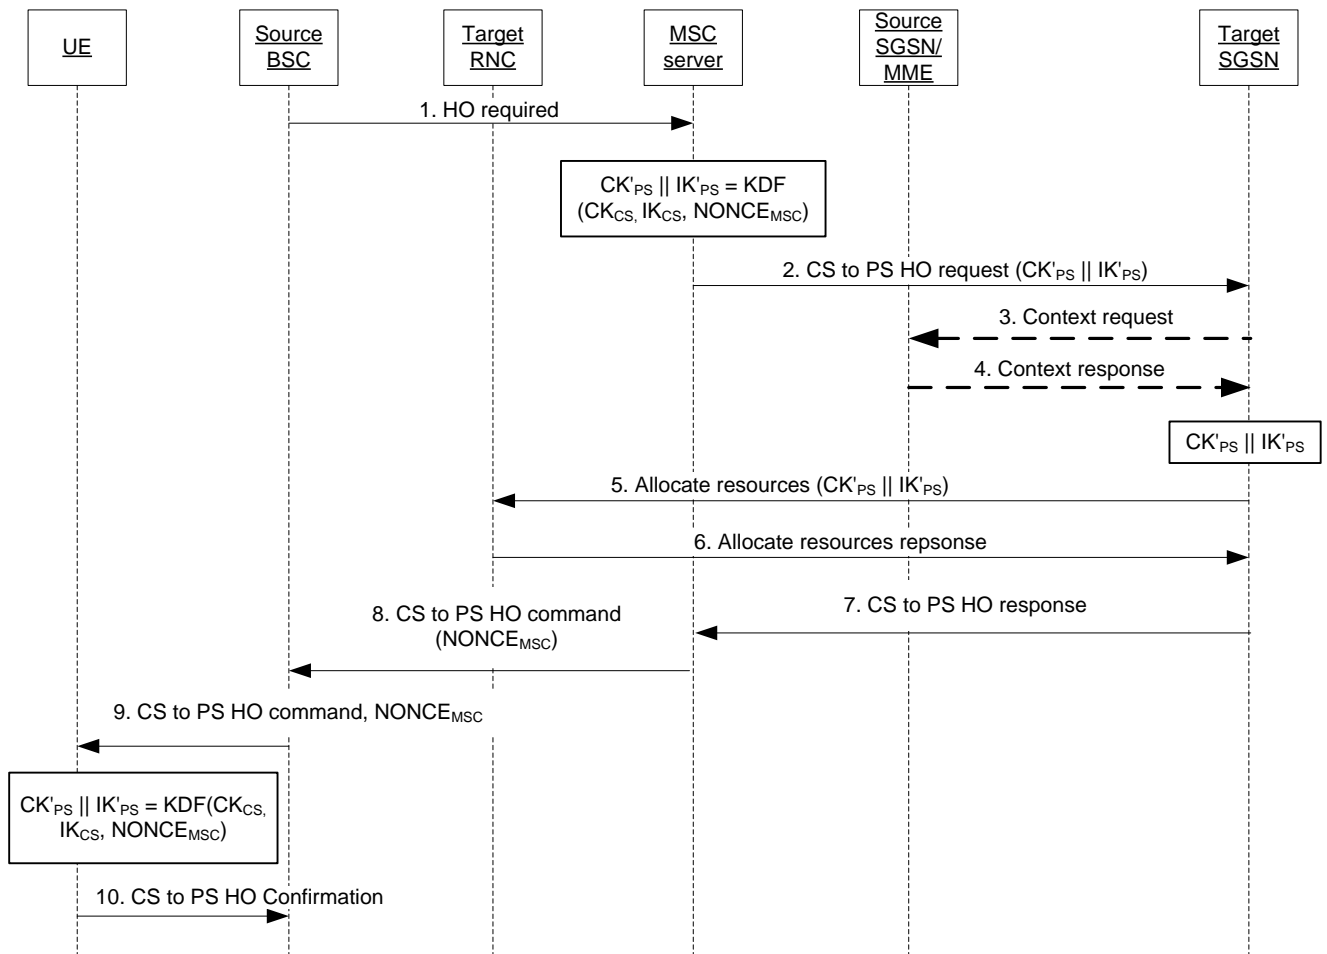 UE
Source
BSC
Target
RNC
MSC
server
Source
SGSN/
MME
Target
SGSN
1. HO required
CK'PS || IK'PS = KDF
(CKCS, IKCS, NONCEMSC)
2. CS to PS HO request (CK'PS || IK'PS)
3. Context request
4. Context response
CK'PS || IK'PS
5. Allocate resources (CK'PS || IK'PS)
6. Allocate resources repsonse
7. CS to PS HO response
8. CS to PS HO command
(NONCEMSC)
9. CS to PS HO command, NONCEMSC
CK'PS || IK'PS = KDF(CKCS,
IKCS, NONCEMSC)
10. CS to PS HO Confirmation